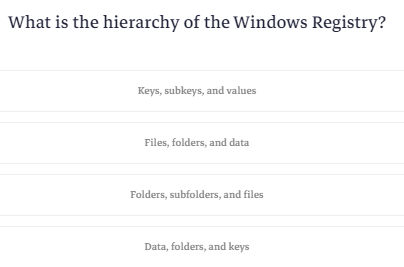 What is the hierarchy of the Windows Registry?
Keys, subkeys, and values
Files, folders, and data
Folders, subfolders, and files
Data, folders, and keys